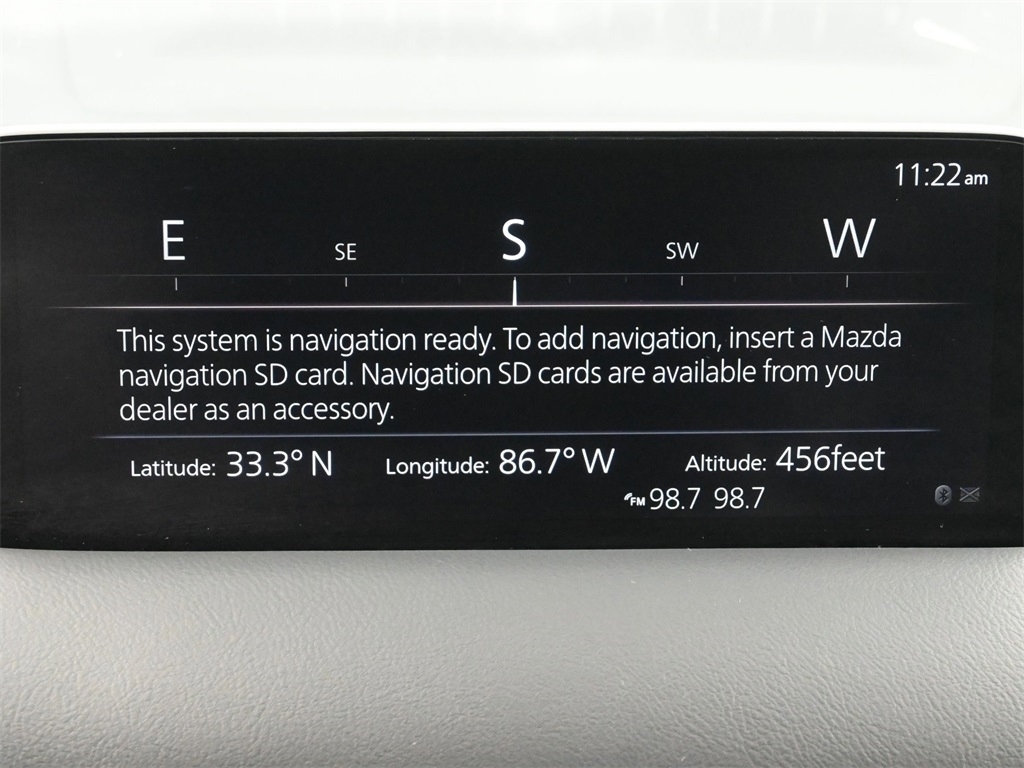 11:22 am
E SE S SW W
This system is navigation ready. To add navigation, insert a Mazda
navigation SD card. Navigation SD cards are available from your
dealer as an accessory.
Latitude: 33.3° N Longitude: 86.7° W Altitude: 456feet
FM 98.7 98.7